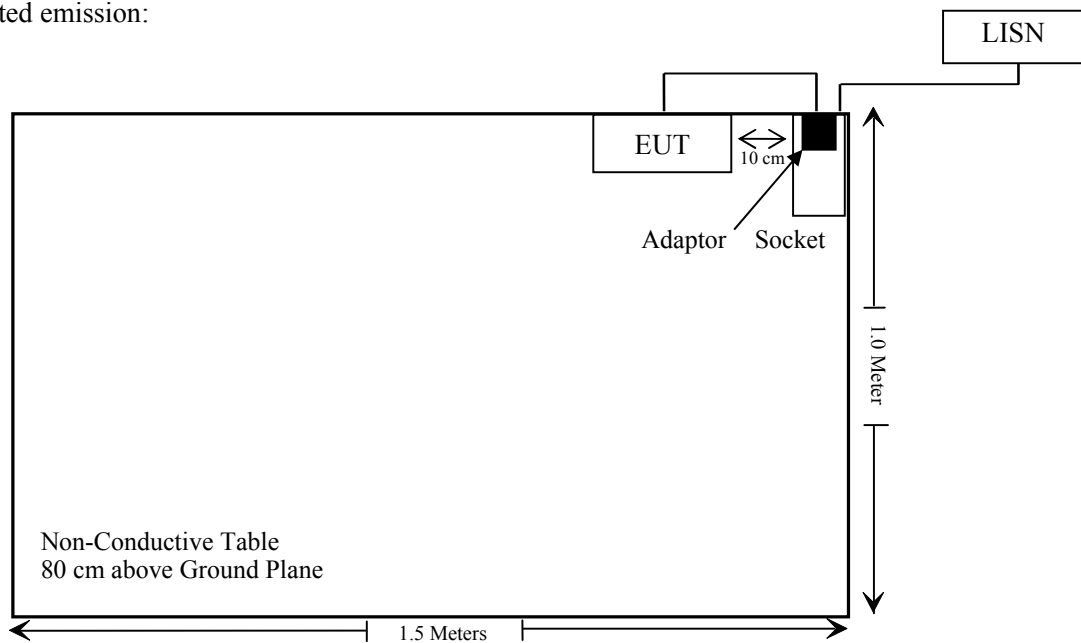 ted emission:
LISN
EUT
10 cm
Adaptor
Socket
1.0 Meter
Non-Conductive Table
80 cm above Ground Plane
1.5 Meters